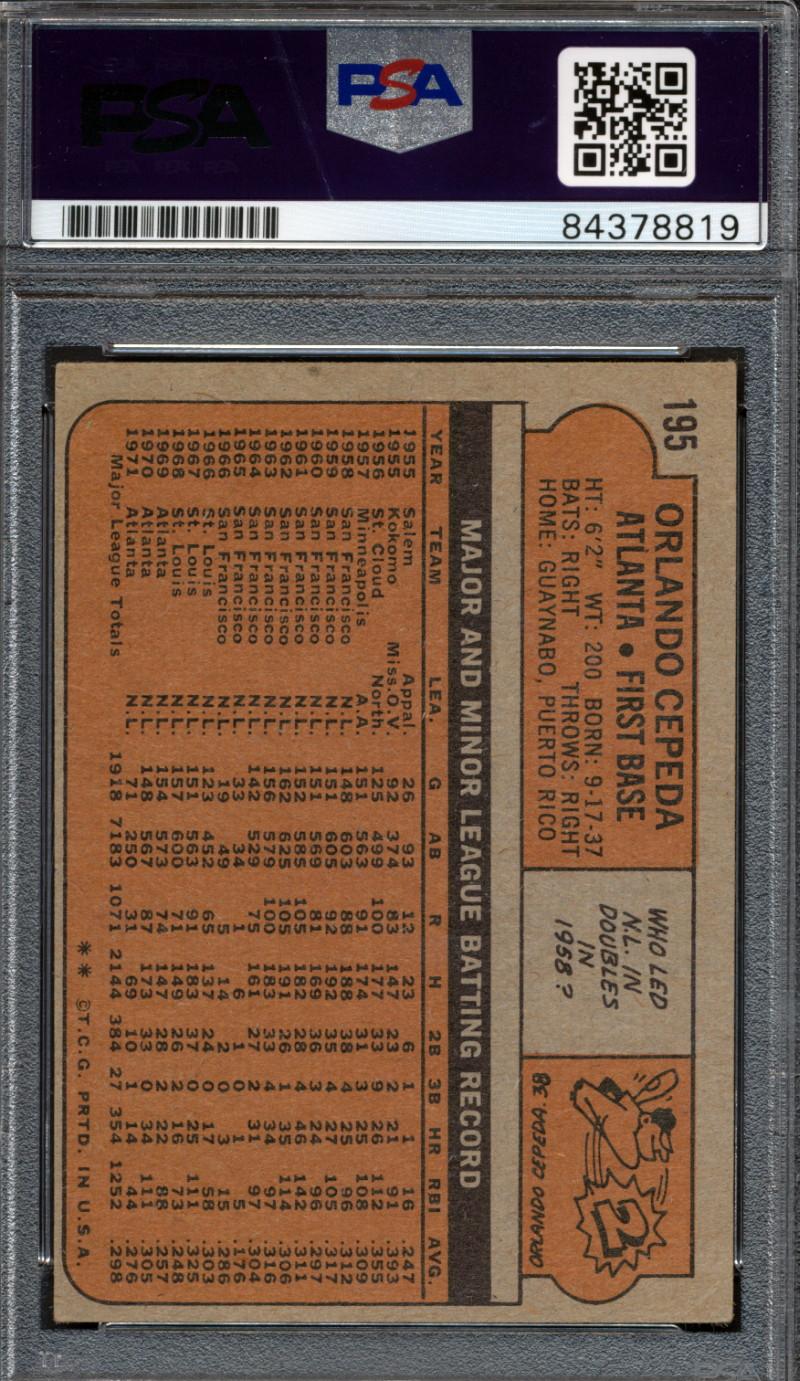 PSA
PSA
84378819
195
ORLANDO CEPEDA
ATLANTA • FIRST BASE
HT: 6'2" WT: 200 BORN: 9-17-37
BATS: RIGHT THROWS: RIGHT
HOME: GUAYNABO, PUERTO RICO
WHO LED
N.L. IN
DOUBLES
IN
1958?
2
ORLANDO CEPEDA, 38
MAJOR AND MINOR LEAGUE BATTING RECORD
YEAR TEAM LEA. G AB R H 2B 3B HR RBI AVG.
1955 Salem Appal. 26 93 12 23 6 1 1 16 .247
1955 Kokomo Miss.O.V. 92 374 83 147 23 2 21 91 .393
1956 St. Cloud North. 125 499 100 177 33 9 26 112 .355
1957 Minneapolis A.A. 151 563 91 174 31 3 25 108 .309
1958 San Francisco N.L. 148 603 88 188 38 4 25 96 .312
1959 San Francisco N.L. 151 605 92 192 35 4 27 105 .317
1960 San Francisco N.L. 151 569 81 169 36 3 24 96 .297
1961 San Francisco N.L. 152 585 105 182 28 4 46 142 .311
1962 San Francisco N.L. 162 625 105 191 26 1 35 114 .306
1963 San Francisco N.L. 156 579 100 183 33 4 34 97 .316
1964 San Francisco N.L. 142 529 75 161 27 2 31 97 .304
1965 San Francisco N.L. 33 34 1 6 1 0 1 5 .176
1966 San Francisco N.L. 19 49 5 14 2 0 3 15 .286
1966 St. Louis N.L. 123 452 65 137 24 0 17 58 .303
1967 St. Louis N.L. 151 563 91 183 37 0 25 111 .325
1968 St. Louis N.L. 157 600 71 149 26 2 16 73 .248
1969 Atlanta N.L. 154 573 74 147 28 2 22 88 .257
1970 Atlanta N.L. 148 567 87 173 33 0 34 111 .305
1971 Atlanta N.L. 71 250 31 69 10 1 14 44 .276
Major League Totals 1918 7183 1071 2144 384 27 354 1252 .298
** ©T.C.G. PRTD. IN U.S.A.